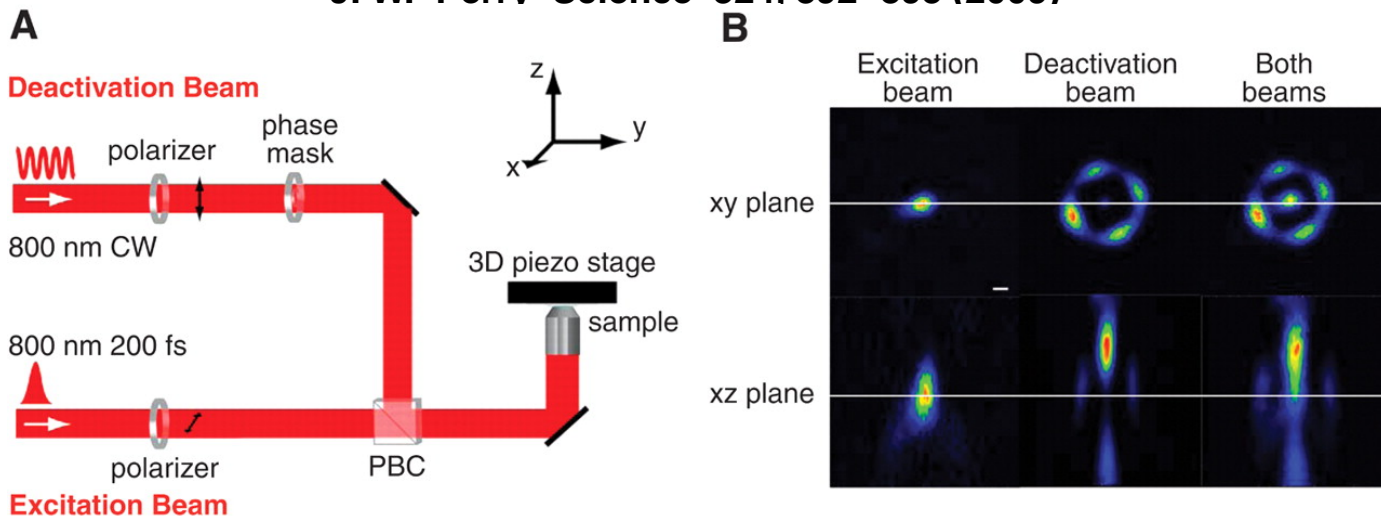 A
B
Deactivation Beam
polarizer
phase
mask
800 nm CW
z
y
x
3D piezo stage
sample
800 nm 200 fs
polarizer
PBC
Excitation Beam
Excitation
beam
Deactivation
beam
Both
beams
xy plane
xz plane